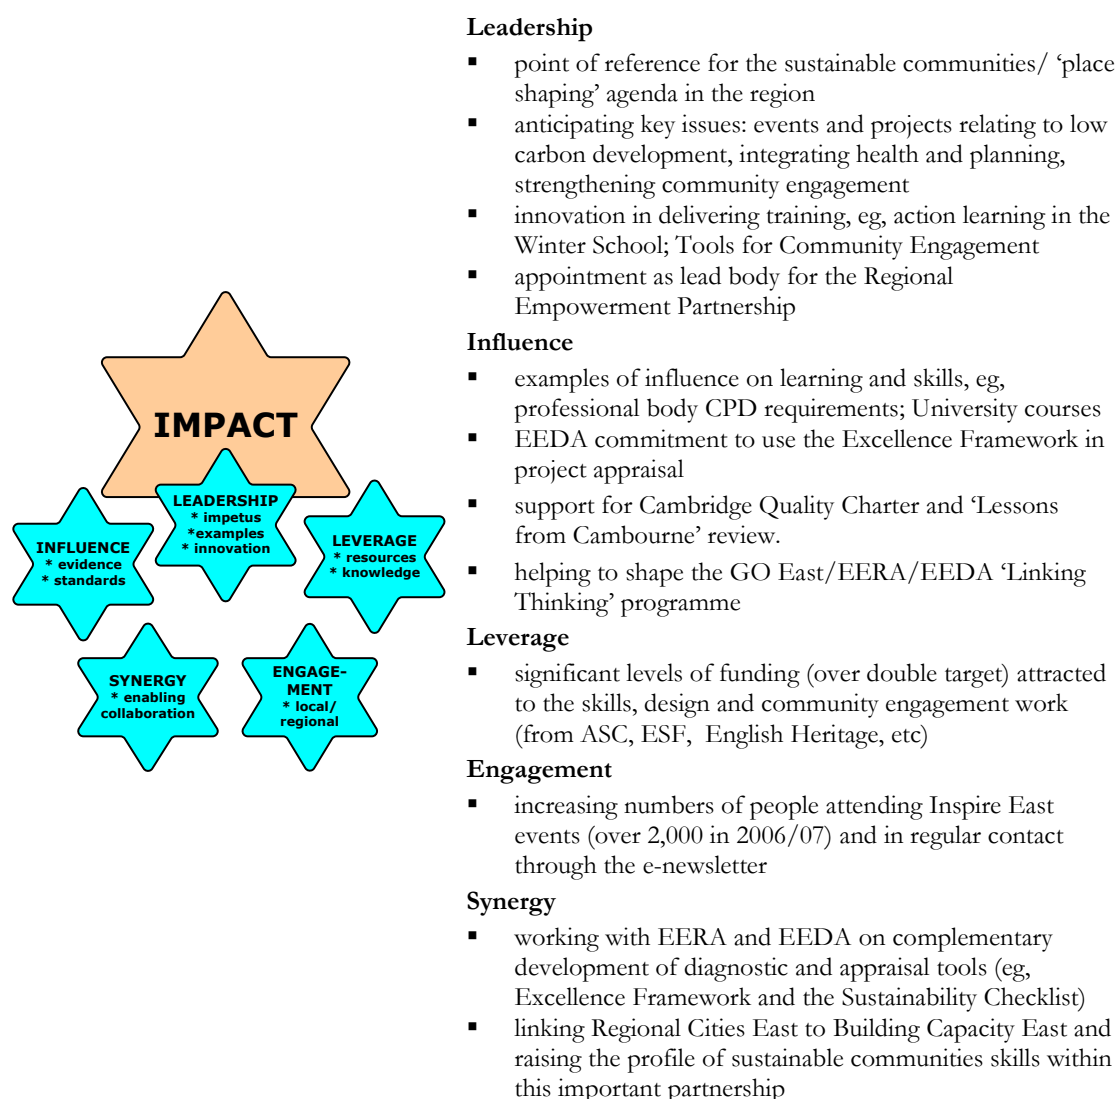 IMPACT
LEADERSHIP
* impetus
*examples
* innovation
INFLUENCE
* evidence
* standards
LEVERAGE
* resources
* knowledge
SYNERGY
* enabling
collaboration
ENGAGE-
MENT
* local/
regional
Leadership
▪ point of reference for the sustainable communities/ ‘place
shaping’ agenda in the region
▪ anticipating key issues: events and projects relating to low
carbon development, integrating health and planning,
strengthening community engagement
▪ innovation in delivering training, eg, action learning in the
Winter School; Tools for Community Engagement
▪ appointment as lead body for the Regional
Empowerment Partnership
Influence
▪ examples of influence on learning and skills, eg,
professional body CPD requirements; University courses
▪ EEDA commitment to use the Excellence Framework in
project appraisal
▪ support for Cambridge Quality Charter and ‘Lessons
from Cambourne’ review.
▪ helping to shape the GO East/EERA/EEDA ‘Linking
Thinking’ programme
Leverage
▪ significant levels of funding (over double target) attracted
to the skills, design and community engagement work
(from ASC, ESF, English Heritage, etc)
Engagement
▪ increasing numbers of people attending Inspire East
events (over 2,000 in 2006/07) and in regular contact
through the e-newsletter
Synergy
▪ working with EERA and EEDA on complementary
development of diagnostic and appraisal tools (eg,
Excellence Framework and the Sustainability Checklist)
▪ linking Regional Cities East to Building Capacity East and
raising the profile of sustainable communities skills within
this important partnership